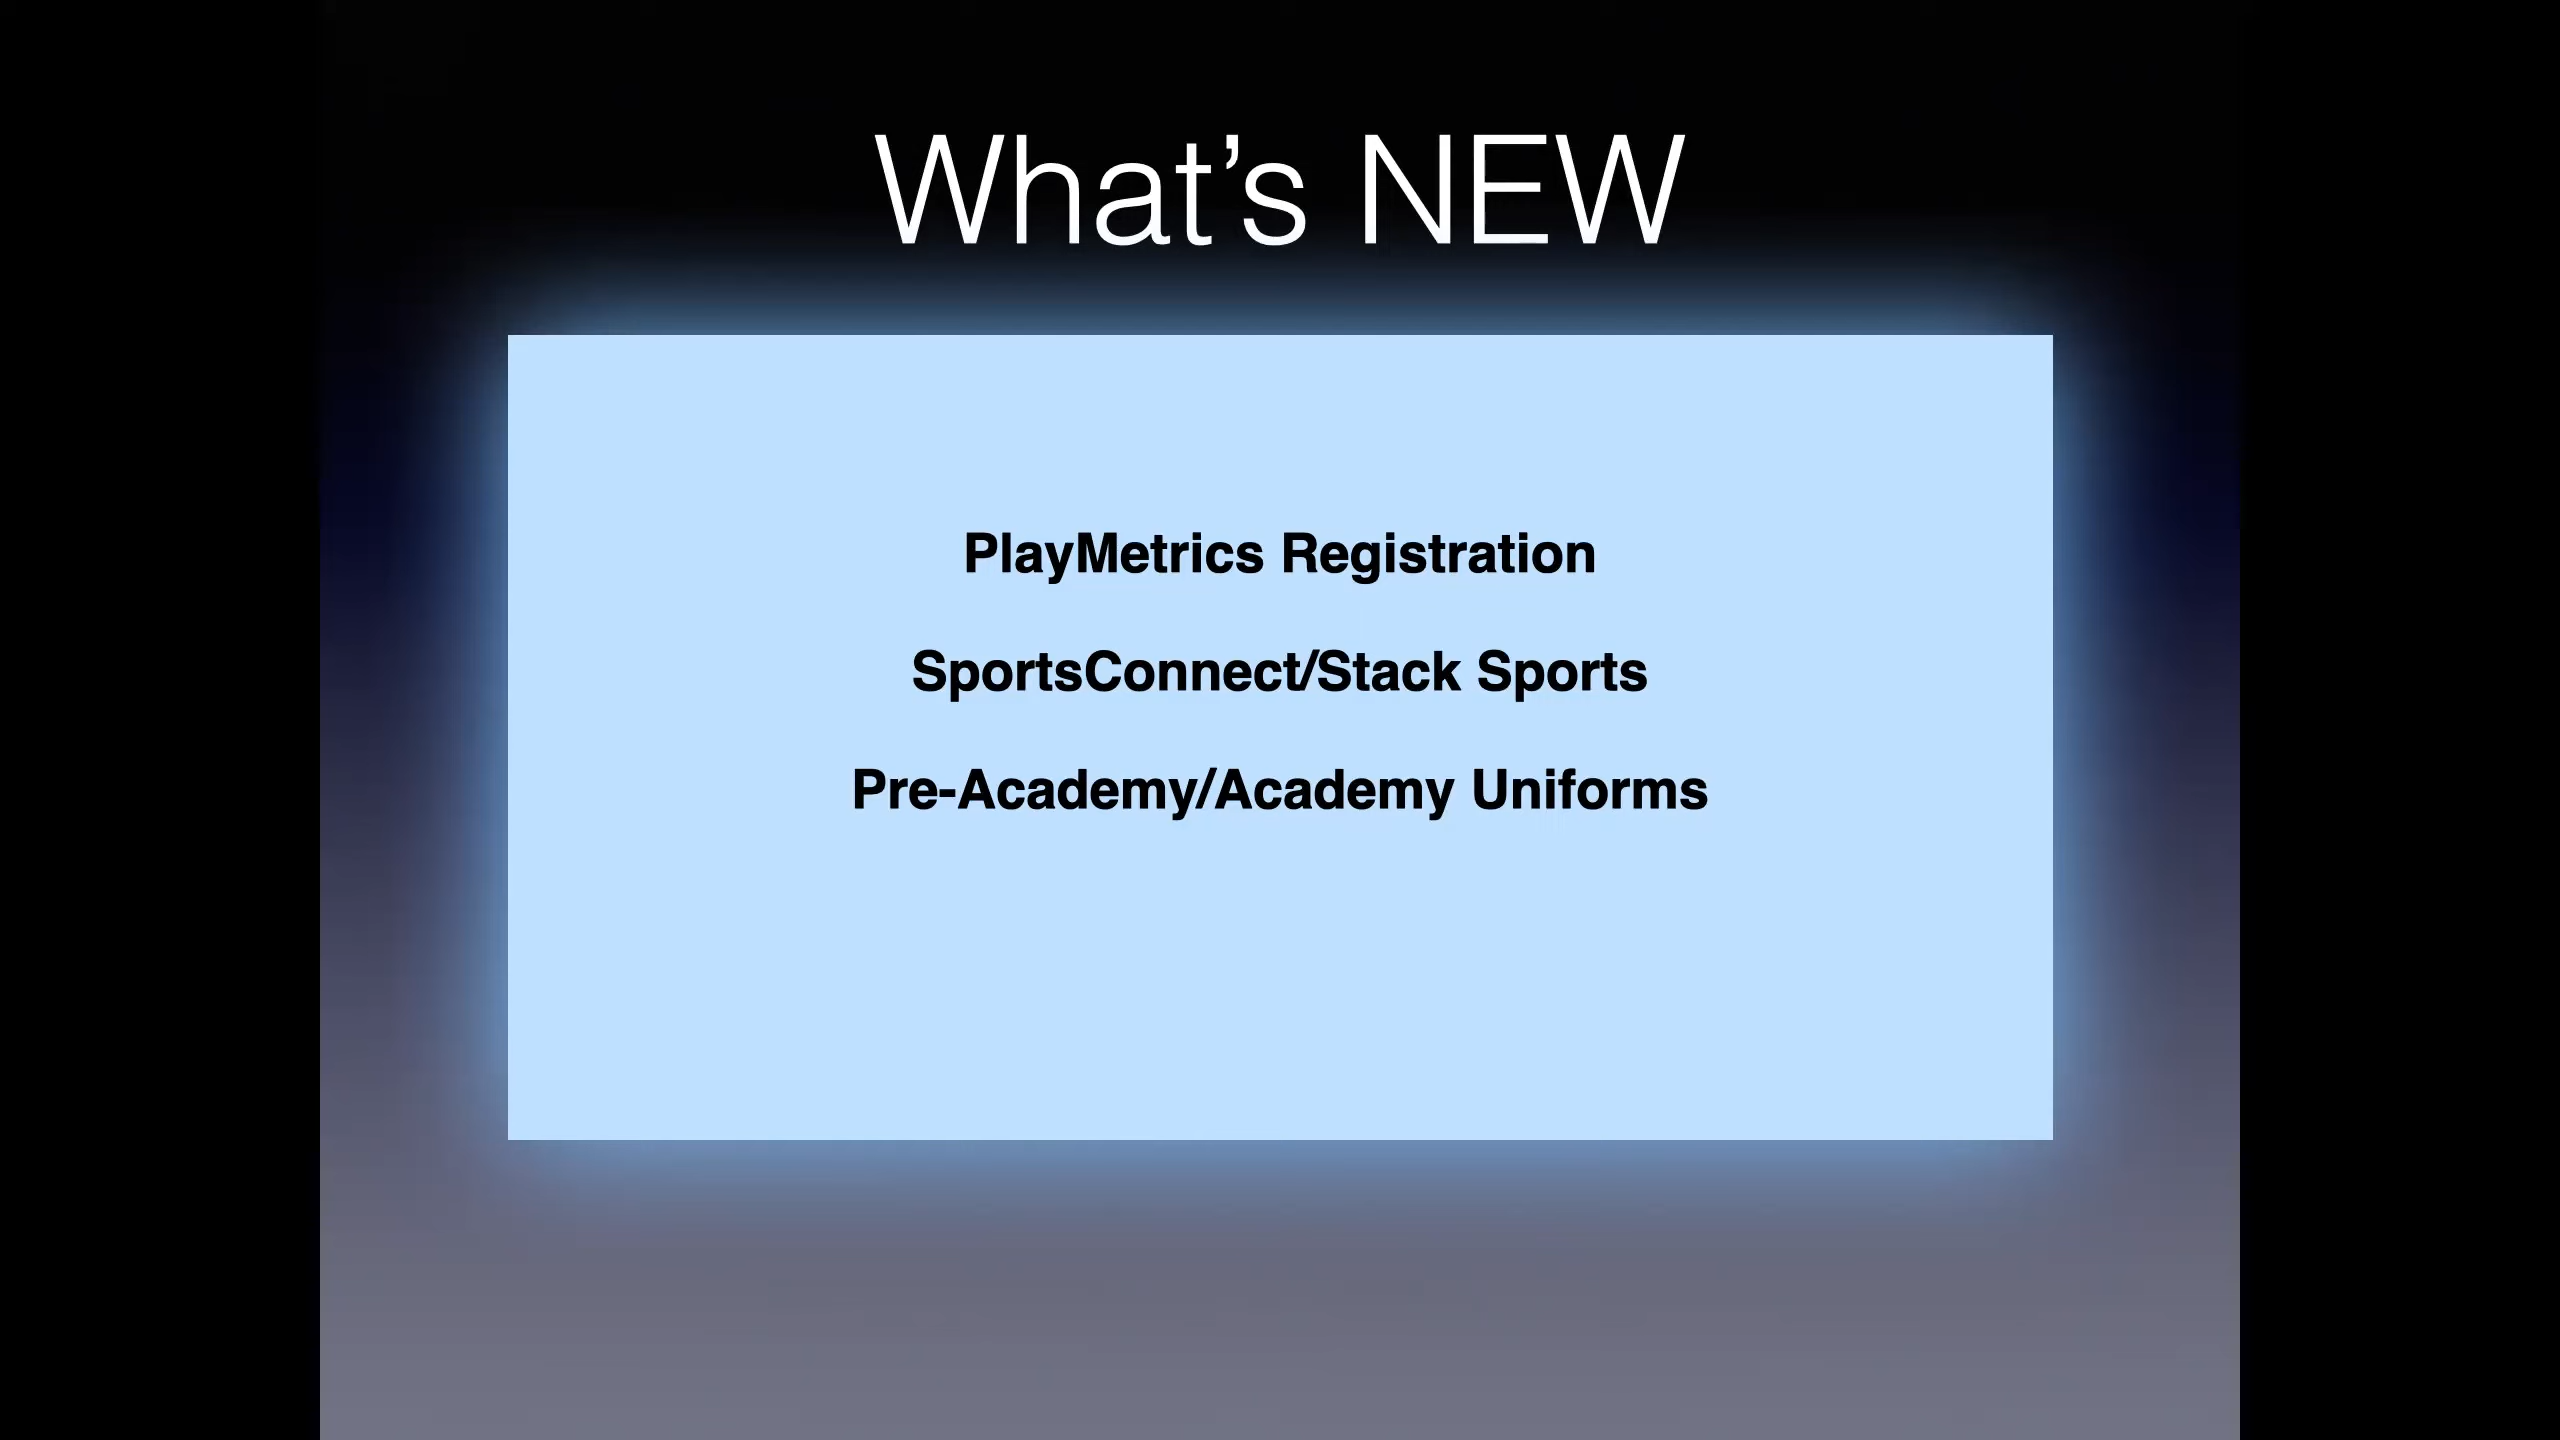 What’s NEW
PlayMetrics Registration
SportsConnect/Stack Sports
Pre-Academy/Academy Uniforms